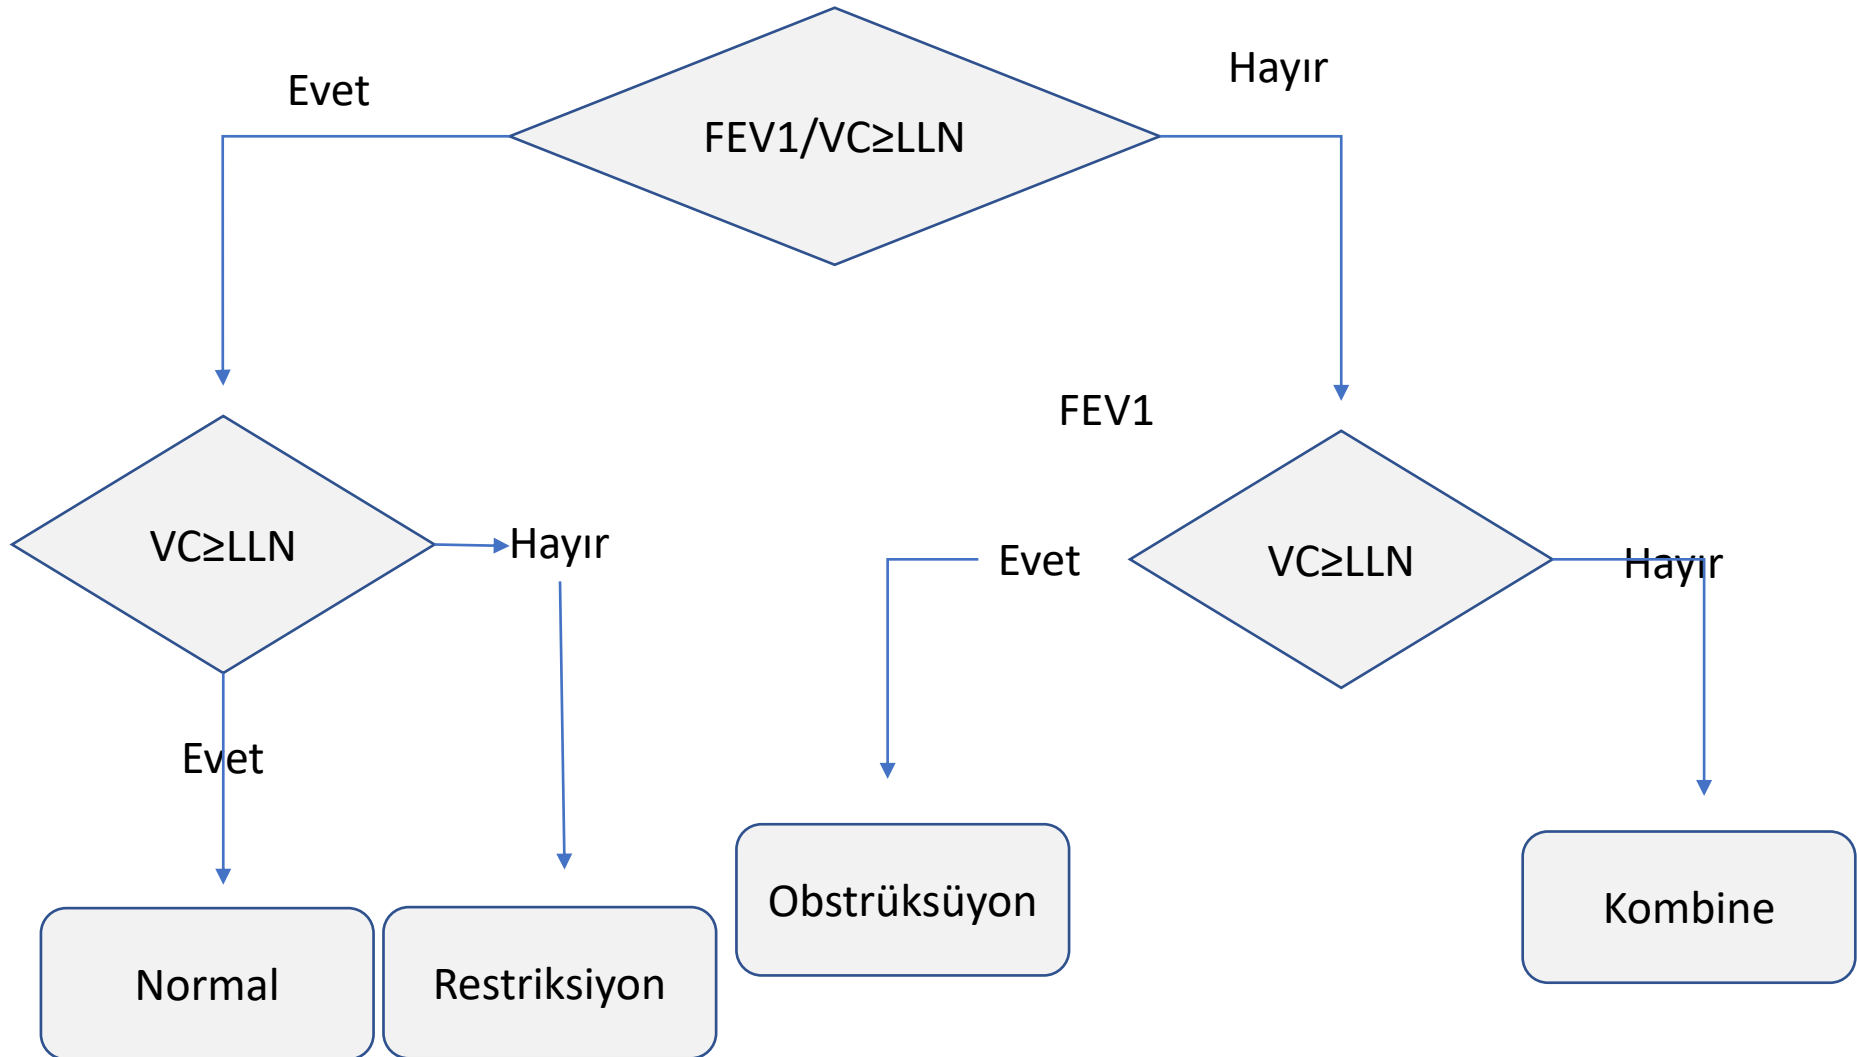 Evet
Hayır
FEV1/VC≥LLN
FEV1
VC≥LLN
Hayır
Evet
VC≥LLN
Hayır
Evet
Obstrüksüyon
Kombine
Normal
Restriksiyon